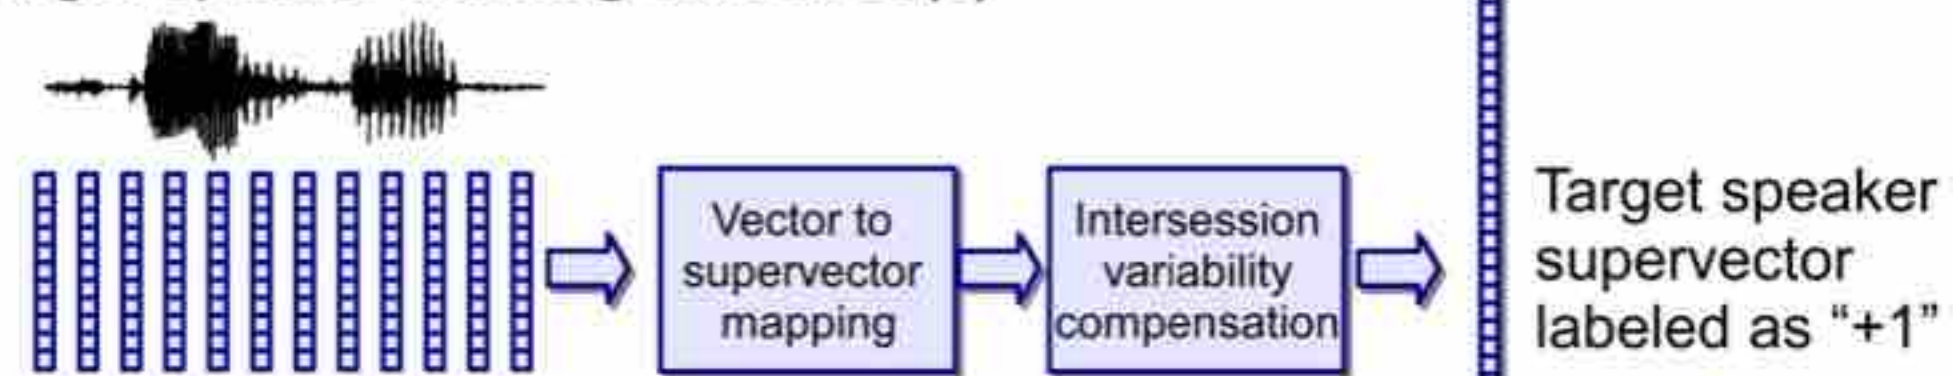 Vector to
supervector
mapping
Intersession
variability
compensation
Target speaker
supervector
labeled as “+1”